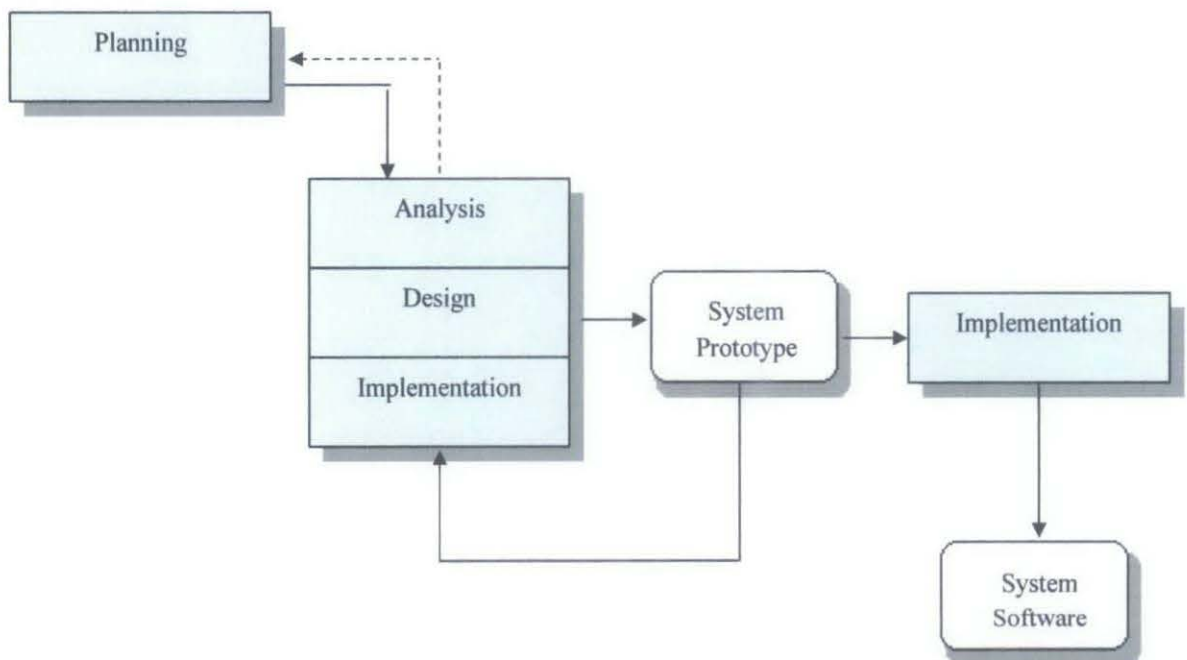 Planning
Analysis
Design
Implementation
System
Prototype
Implementation
System
Software